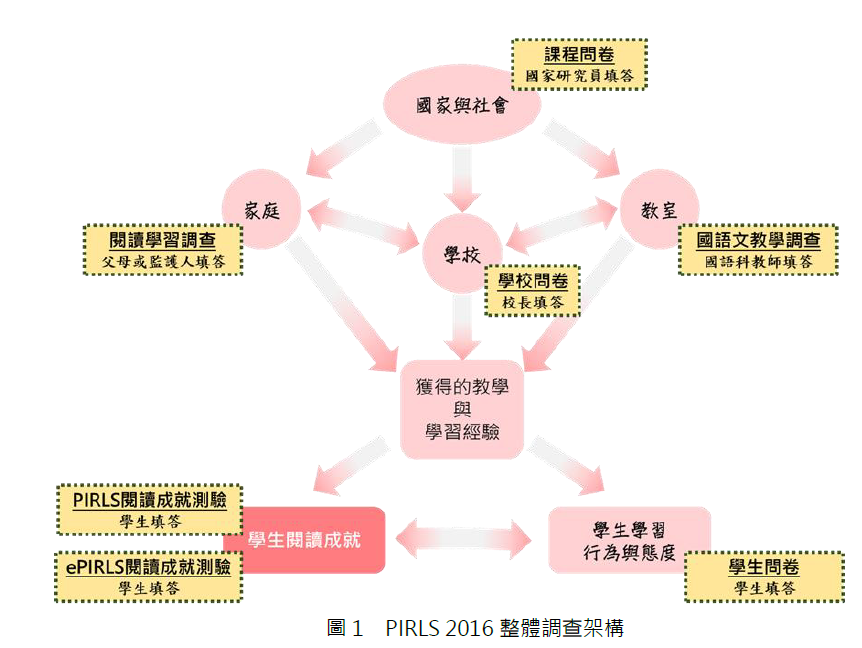 課程問卷
國家研究員填答
國家與社會
家庭
教室
閱讀學習調查
父母或監護人填答
國語文教學調查
國語科教師填答
學校
學校問卷
校長填答
獲得的教學
與
學習經驗
PIRLS閱讀成就測驗
學生填答
學生閱讀成就
學生學習
行為與態度
ePIRLS閱讀成就測驗
學生填答
學生問卷
學生填答
圖 1 PIRLS 2016 整體調查架構